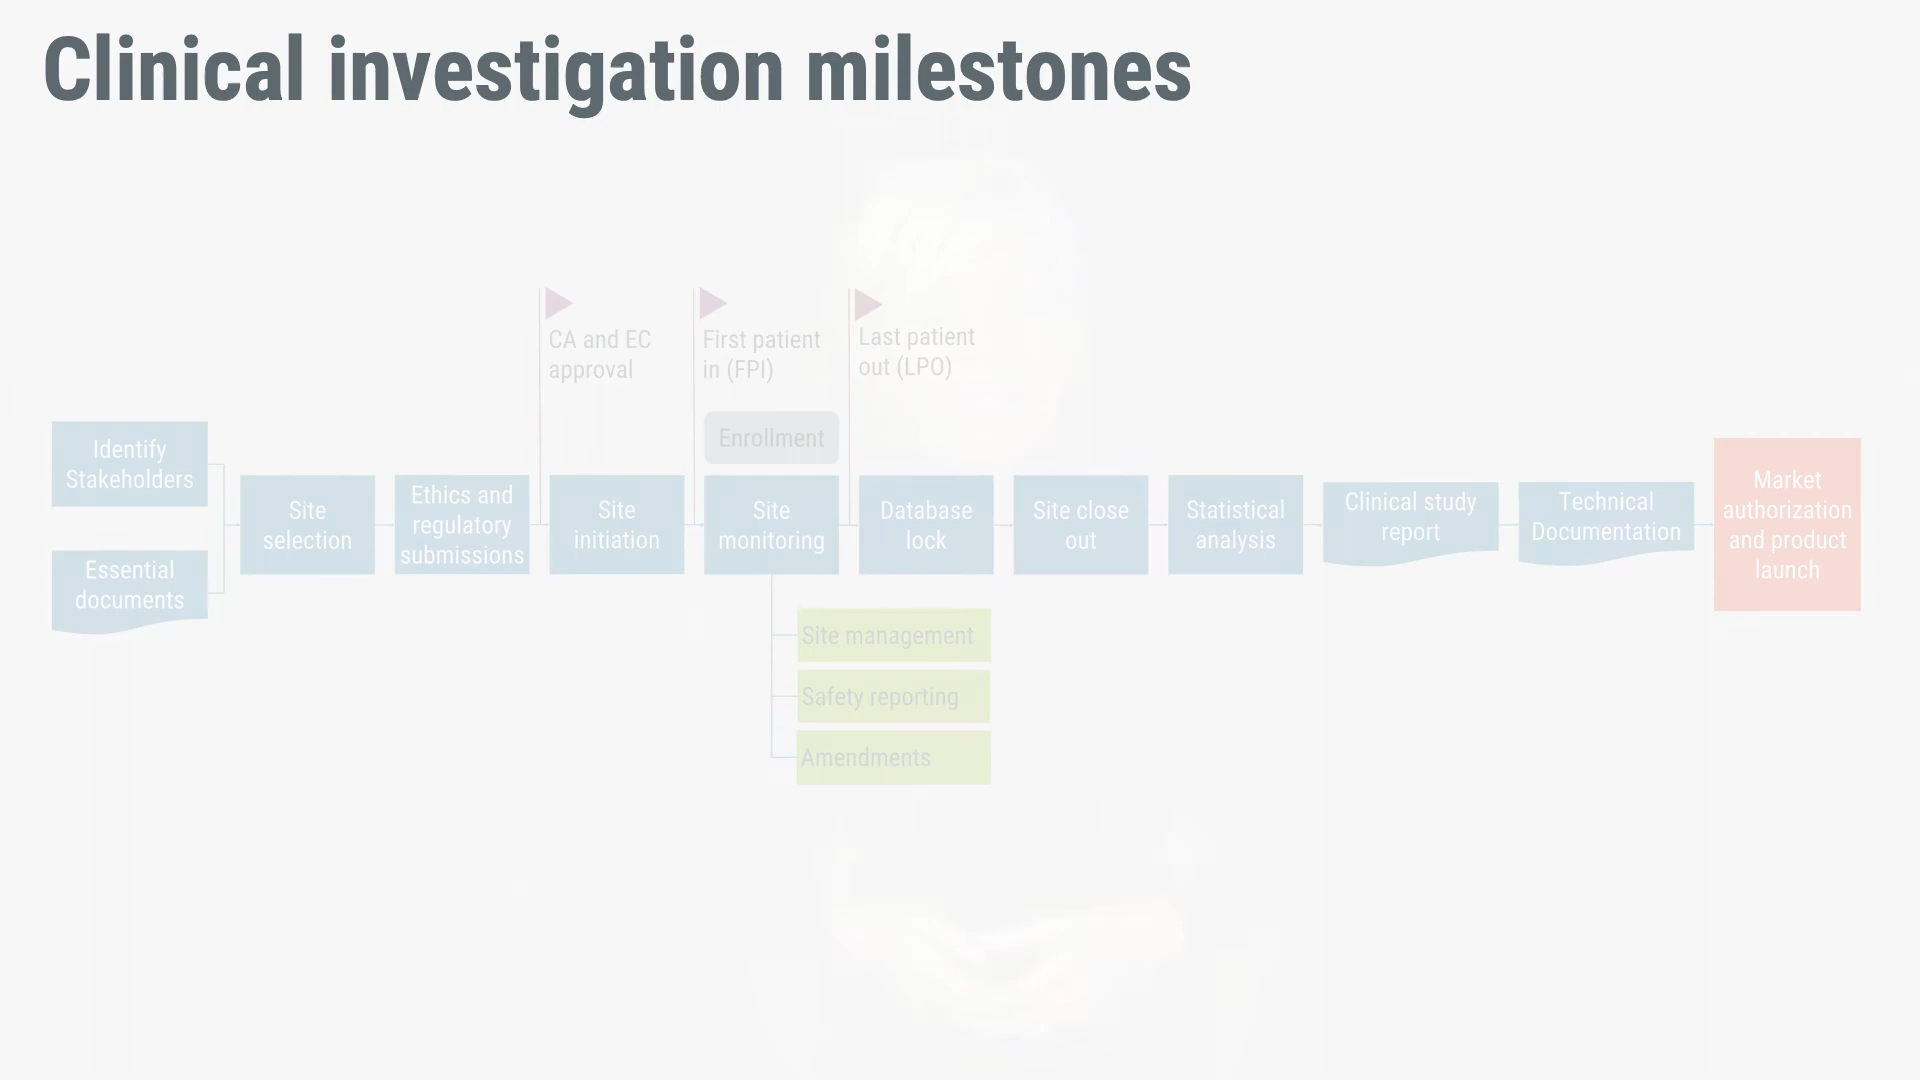 Clinical investigation milestones
CA and EC
approval
First patient
in (FPI)
Last patient
out (LPO)
Enrollment
Identify
Stakeholders
Essential
documents
Site
selection
Ethics and
regulatory
submissions
Site
initiation
Site
monitoring
Database
lock
Site close
out
Statistical
analysis
Clinical study
report
Technical
Documentation
Market
authorization
and product
launch
Site management
Safety reporting
Amendments